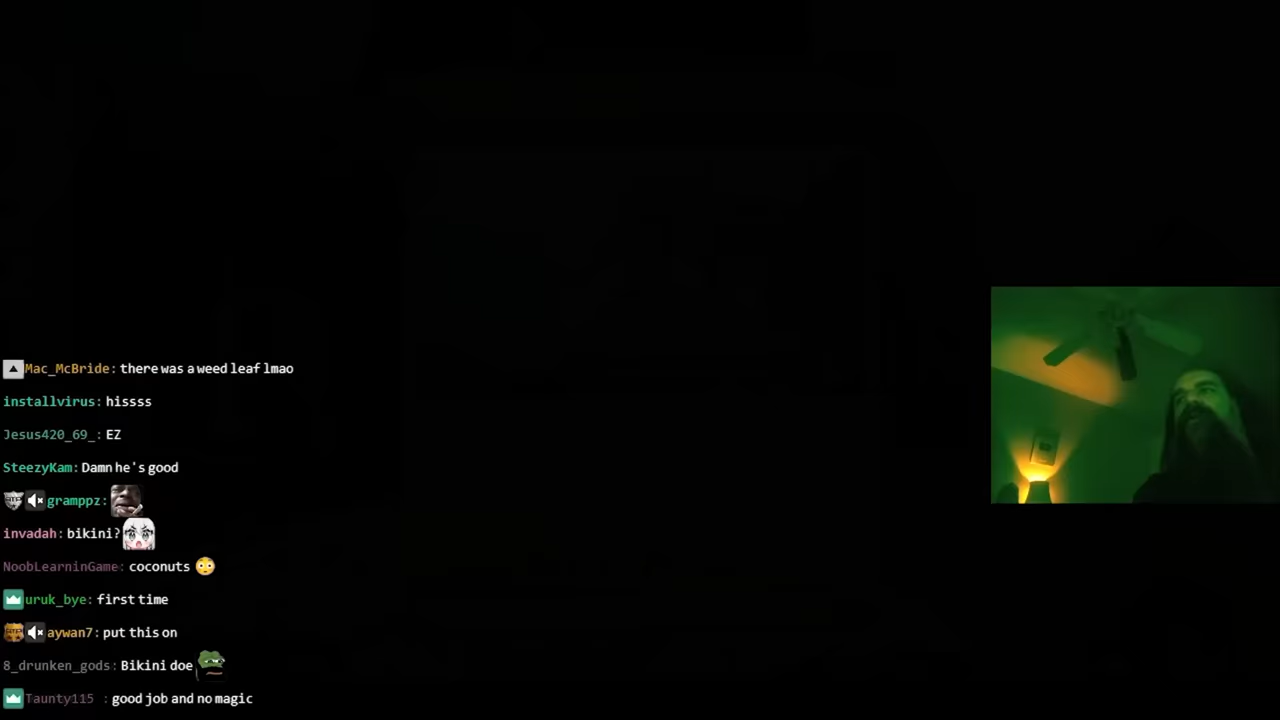 Mac_McBride: there was a weed leaf lmao
installvirus: hissss
Jesus420_69_: EZ
SteezyKam: Damn he's good
gramppz:
invadah: bikini?
NoobLearninGame: coconuts 😳
uruk_bye: first time
aywan7: put this on
8_drunken_gods: Bikini doe
Taunty115 : good job and no magic